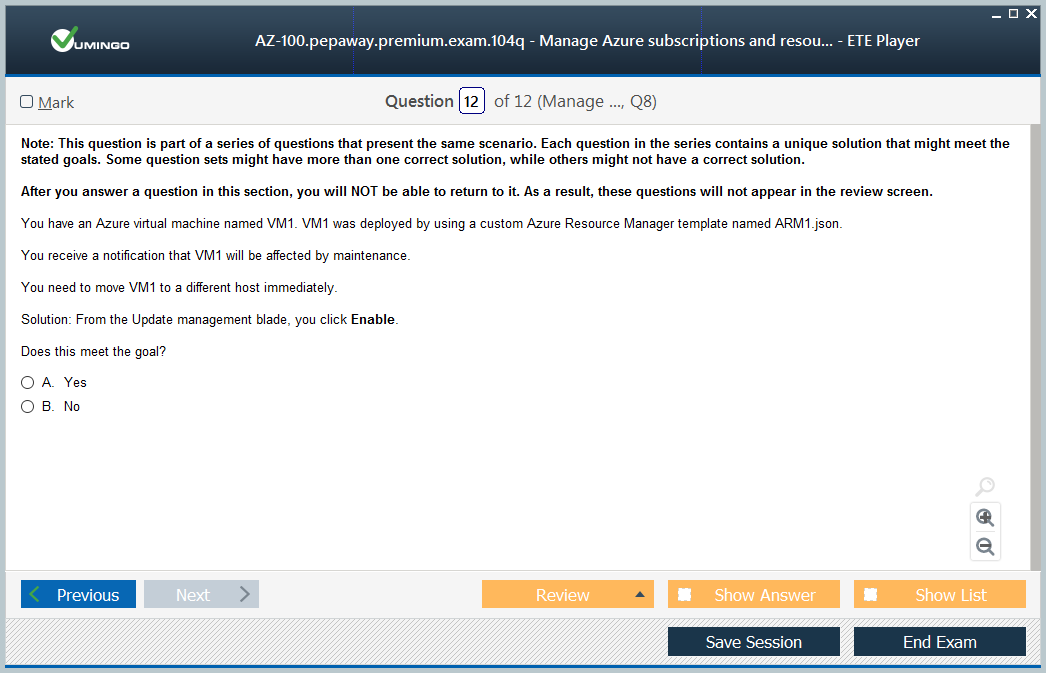 VUMINGO
AZ-100.pepaway.premium.exam.104q - Manage Azure subscriptions and resou... - ETE Player
Mark
Question 12 of 12 (Manage ..., Q8)
Note: This question is part of a series of questions that present the same scenario. Each question in the series contains a unique solution that might meet the
stated goals. Some question sets might have more than one correct solution, while others might not have a correct solution.
After you answer a question in this section, you will NOT be able to return to it. As a result, these questions will not appear in the review screen.
You have an Azure virtual machine named VM1. VM1 was deployed by using a custom Azure Resource Manager template named ARM1.json.
You receive a notification that VM1 will be affected by maintenance.
You need to move VM1 to a different host immediately.
Solution: From the Update management blade, you click Enable.
Does this meet the goal?
A. Yes
B. No
Previous Next Review Show Answer Show List
Save Session End Exam